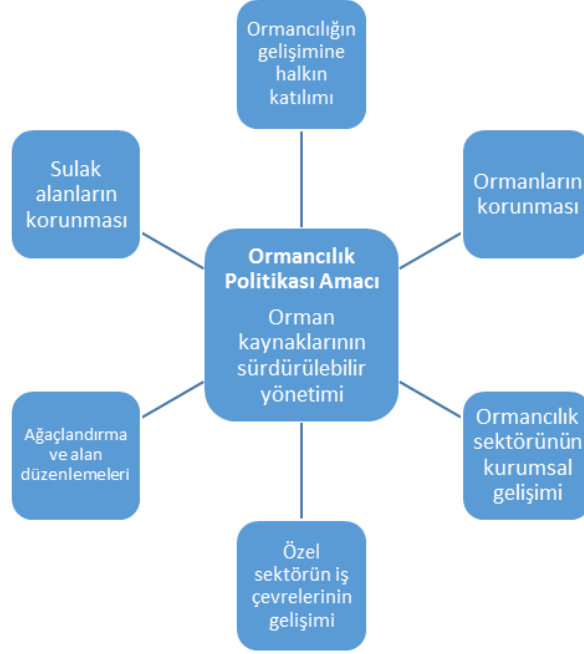 Ormancılığın
gelişimine
halkın
katılımı
Sulak
alanların
korunması
Ormanların
korunması
Ormancılık
Politikası Amacı
Orman
kaynaklarının
sürdürülebilir
yönetimi
Ağaçlandırma
ve alan
düzenlemeleri
Ormancılık
sektörünün
kurumsal
gelişimi
Özel
sektörün iş
çevrelerinin
gelişimi